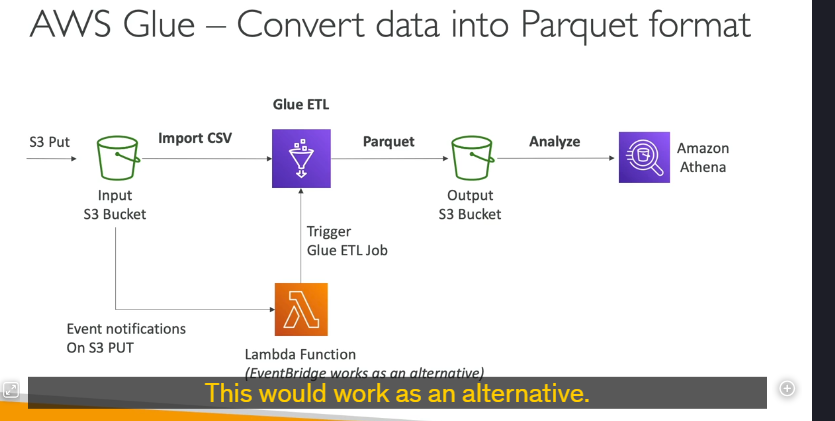 AWS Glue – Convert data into Parquet format
Glue ETL
S3 Put
Import CSV
Parquet
Analyze
Amazon
Athena
Input
S3 Bucket
Output
S3 Bucket
Trigger
Glue ETL Job
Event notifications
On S3 PUT
Lambda Function
(EventBridge works as an alternative)
This would work as an alternative.